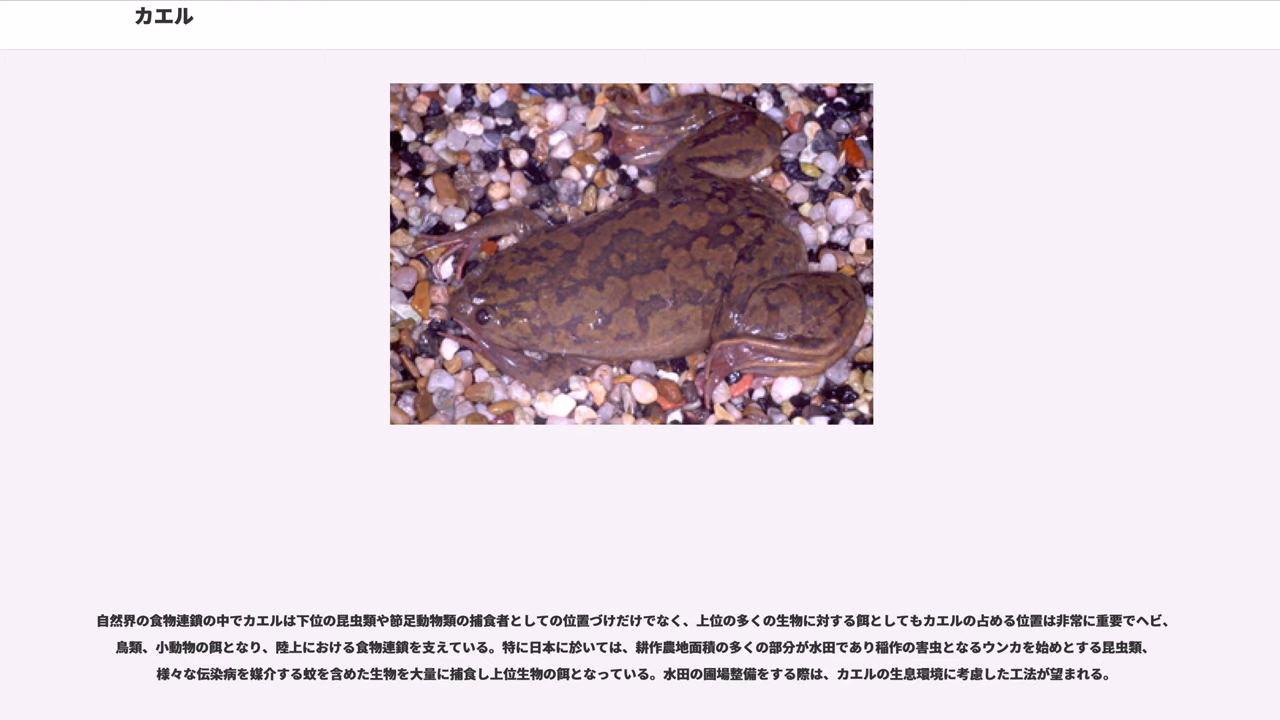 カエル
自然界の食物連鎖の中でカエルは下位の昆虫類や節足動物類の捕食者としての位置づけだけでなく、上位の多くの生物に対する餌としてもカエルの占める位置は非常に重要でヘビ、
鳥類、小動物の餌となり、陸上における食物連鎖を支えている。特に日本に於いては、耕作農地面積の多くの部分が水田であり稲作の害虫となるウンカを始めとする昆虫類、
様々な伝染病を媒介する蚊を含めた生物を大量に捕食し上位生物の餌となっている。水田の圃場整備をする際は、カエルの生息環境に考慮した工法が望まれる。